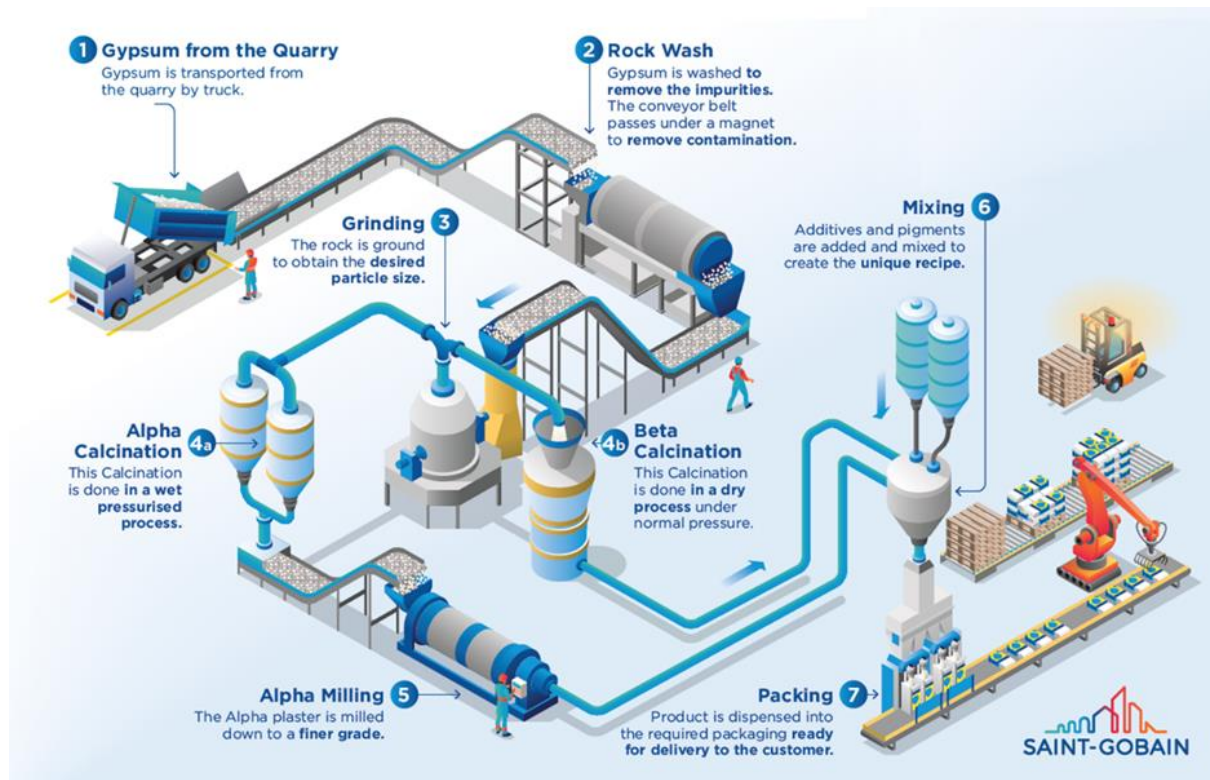 1 Gypsum from the Quarry
Gypsum is transported from
the quarry by truck.
2 Rock Wash
Gypsum is washed to
remove the impurities.
The conveyor belt
passes under a magnet
to remove contamination.
Grinding 3
The rock is ground
to obtain the desired
particle size.
Alpha
Calcination 4a
This Calcination
is done in a wet
pressurised
process.
4b Beta
Calcination
This Calcination
is done in a dry
process under
normal pressure.
Alpha Milling 5
The Alpha plaster is milled
down to a finer grade.
Mixing 6
Additives and pigments
are added and mixed to
create the unique recipe.
Packing 7
Product is dispensed into
the required packaging ready
for delivery to the customer.
SAINT-GOBAIN